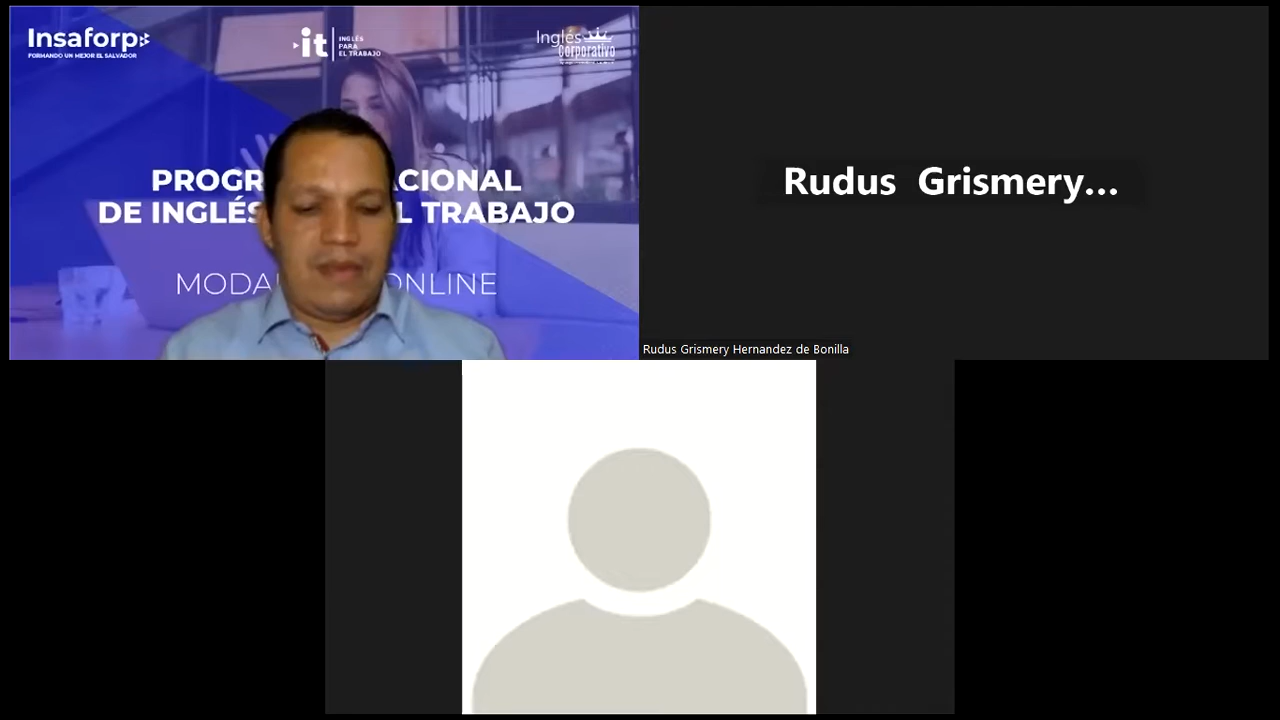 Insaforp
FORMANDO UN MEJOR EL SALVADOR
it
INGLÉS
PARA
EL TRABAJO
Inglés
Corporativo
PROGR ACIONAL
DE INGLÉS L TRABAJO
MODA ONLINE
Rudus Grismery...
Rudus Grismery Hernandez de Bonilla